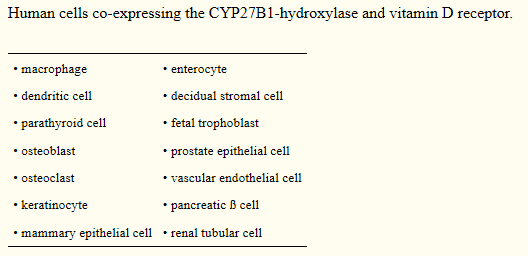 Human cells co-expressing the CYP27B1-hydroxylase and vitamin D receptor.
• macrophage • enterocyte
• dendritic cell • decidual stromal cell
• parathyroid cell • fetal trophoblast
• osteoblast • prostate epithelial cell
• osteoclast • vascular endothelial cell
• keratinocyte • pancreatic ß cell
• mammary epithelial cell • renal tubular cell